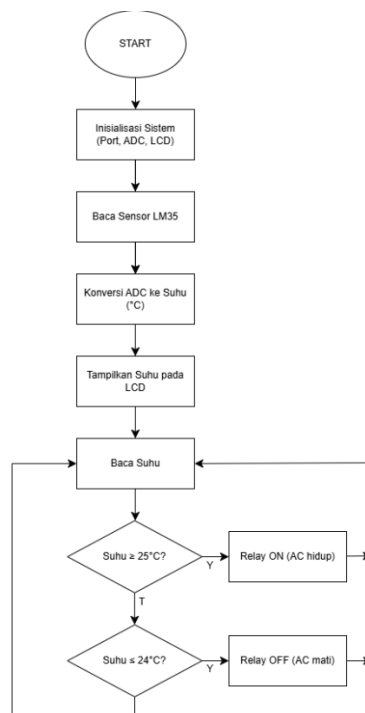 START
Inisialisasi Sistem
(Port, ADC, LCD)
Baca Sensor LM35
Konversi ADC ke Suhu
(°C)
Tampilkan Suhu pada
LCD
Baca Suhu
Suhu ≥ 25°C?
Y
Relay ON (AC hidup)
T
Suhu ≤ 24°C?
Y
Relay OFF (AC mati)